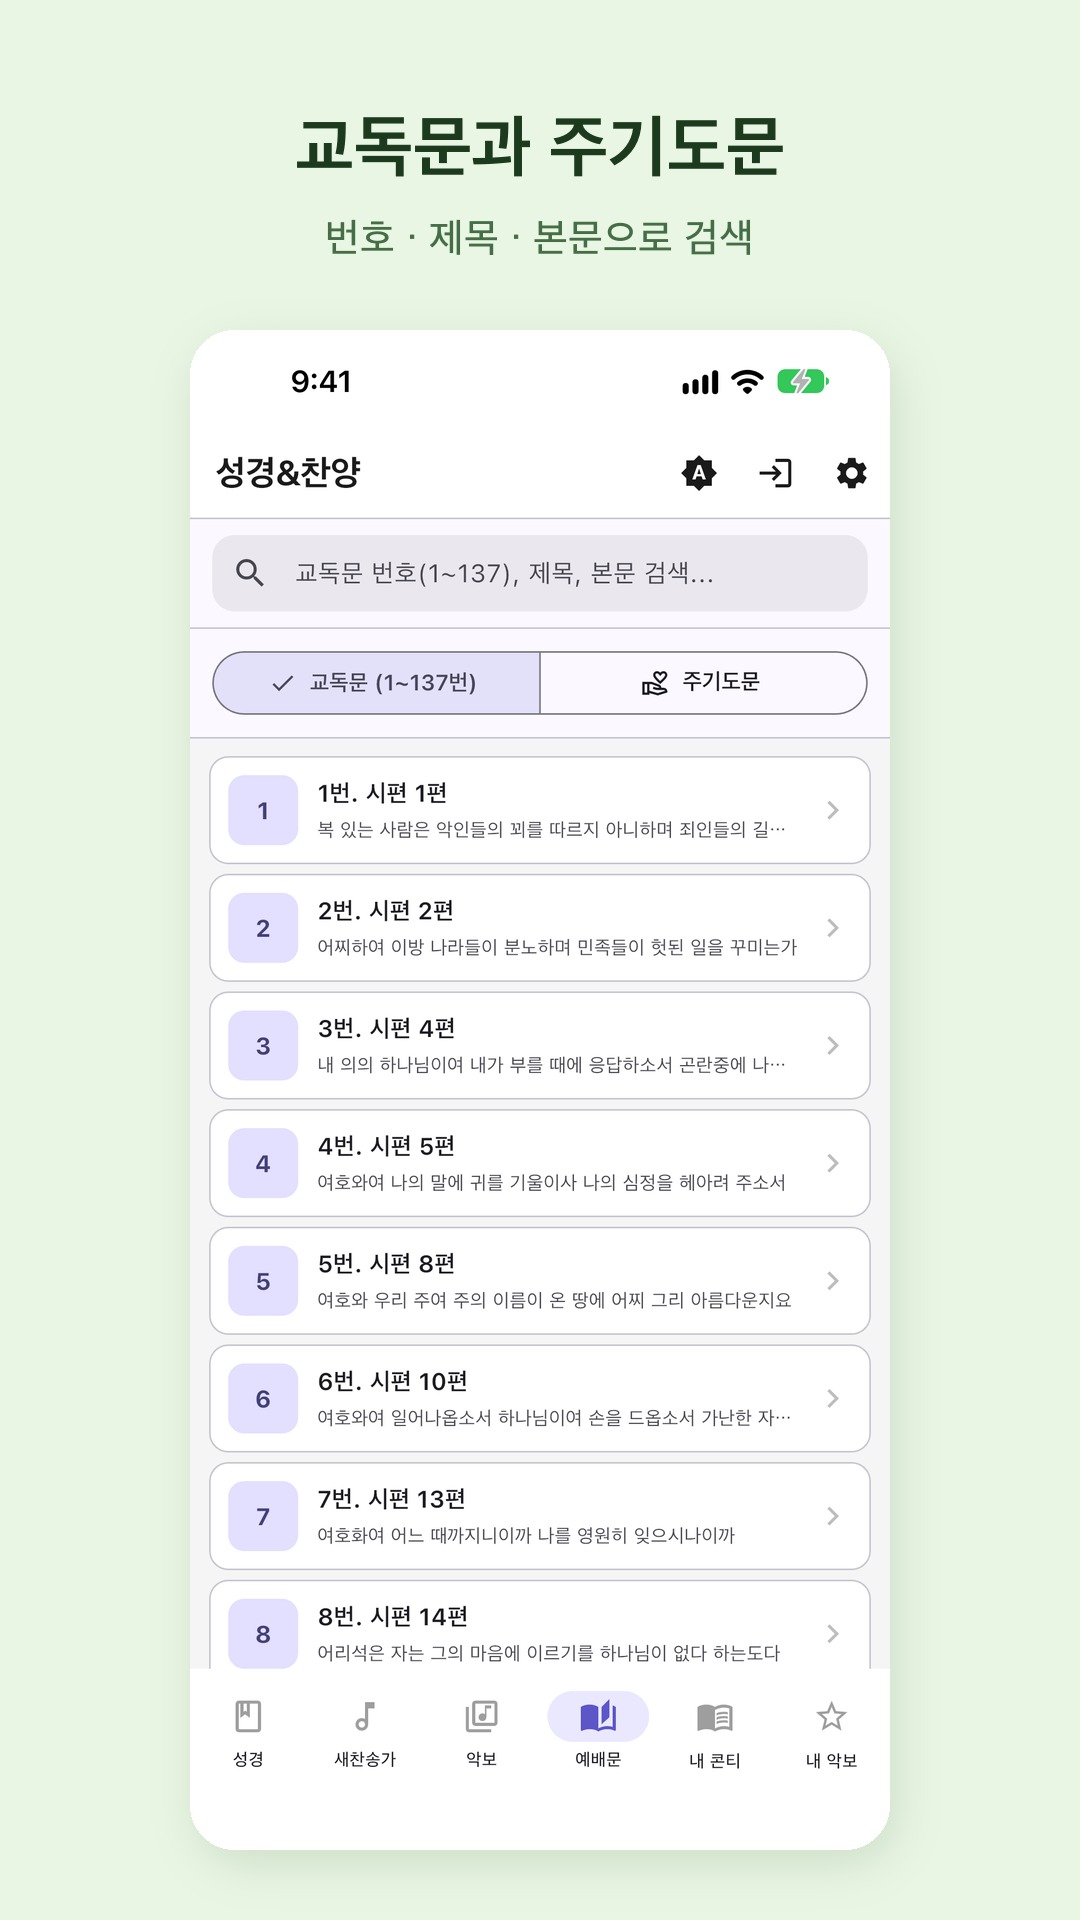 교독문과 주기도문
번호 · 제목 · 본문으로 검색
9:41
성경&찬양
A
교독문 번호(1~137), 제목, 본문 검색...
교독문 (1~137번)
주기도문
1
1번. 시편 1편
복 있는 사람은 악인들의 꾀를 따르지 아니하며 죄인들의 길…
2
2번. 시편 2편
어찌하여 이방 나라들이 분노하며 민족들이 헛된 일을 꾸미는가
3
3번. 시편 4편
내 의의 하나님이여 내가 부를 때에 응답하소서 곤란중에 나…
4
4번. 시편 5편
여호와여 나의 말에 귀를 기울이사 나의 심정을 헤아려 주소서
5
5번. 시편 8편
여호와 우리 주여 주의 이름이 온 땅에 어찌 그리 아름다운지요
6
6번. 시편 10편
여호와여 일어나옵소서 하나님이여 손을 드옵소서 가난한 자…
7
7번. 시편 13편
여호화여 어느 때까지니이까 나를 영원히 잊으시나이까
8
8번. 시편 14편
어리석은 자는 그의 마음에 이르기를 하나님이 없다 하는도다
성경
새찬송가
악보
예배문
내 콘티
내 악보